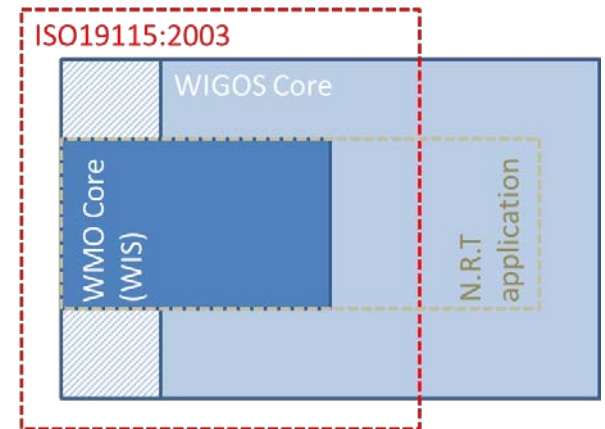 ISO19115:2003
WIGOS Core
WMO Core
(WIS)
N.R.T
application